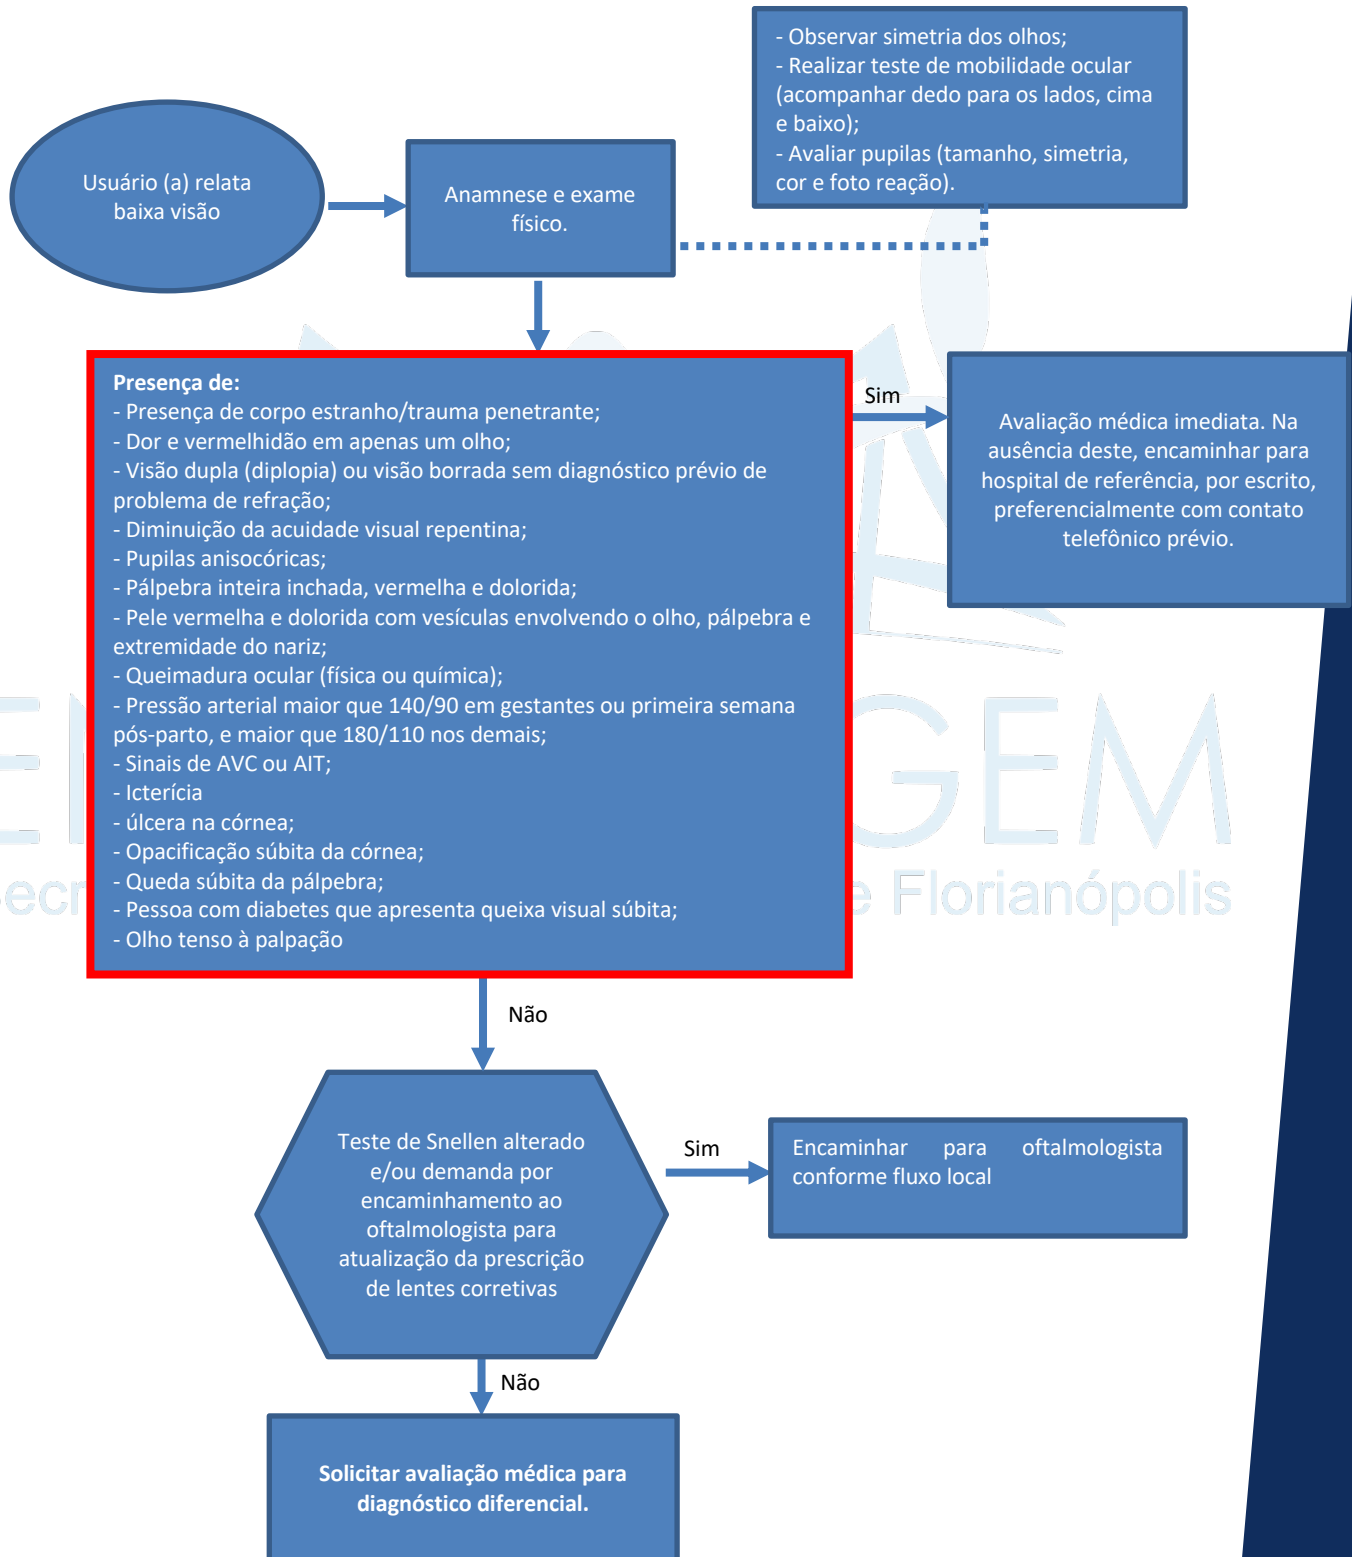 - Observar simetria dos olhos;
- Realizar teste de mobilidade ocular
(acompanhar dedo para os lados, cima
e baixo);
- Avaliar pupilas (tamanho, simetria,
cor e foto reação).
Usuário (a) relata
baixa visão
Anamnese e exame
físico.
Presença de:
- Presença de corpo estranho/trauma penetrante;
- Dor e vermelhidão em apenas um olho;
- Visão dupla (diplopia) ou visão borrada sem diagnóstico prévio de
problema de refração;
- Diminuição da acuidade visual repentina;
- Pupilas anisocóricas;
- Pálpebra inteira inchada, vermelha e dolorida;
- Pele vermelha e dolorida com vesículas envolvendo o olho, pálpebra e
extremidade do nariz;
- Queimadura ocular (física ou química);
- Pressão arterial maior que 140/90 em gestantes ou primeira semana
pós-parto, e maior que 180/110 nos demais;
- Sinais de AVC ou AIT;
- Icterícia
- úlcera na córnea;
- Opacificação súbita da córnea;
- Queda súbita da pálpebra;
- Pessoa com diabetes que apresenta queixa visual súbita;
- Olho tenso à palpação
Sim
Avaliação médica imediata. Na
ausência deste, encaminhar para
hospital de referência, por escrito,
preferencialmente com contato
telefônico prévio.
GEM
e Florianópolis
Não
Teste de Snellen alterado
e/ou demanda por
encaminhamento ao
oftalmologista para
atualização da prescrição
de lentes corretivas
Sim
Encaminhar para oftalmologista
conforme fluxo local
Não
Solicitar avaliação médica para
diagnóstico diferencial.